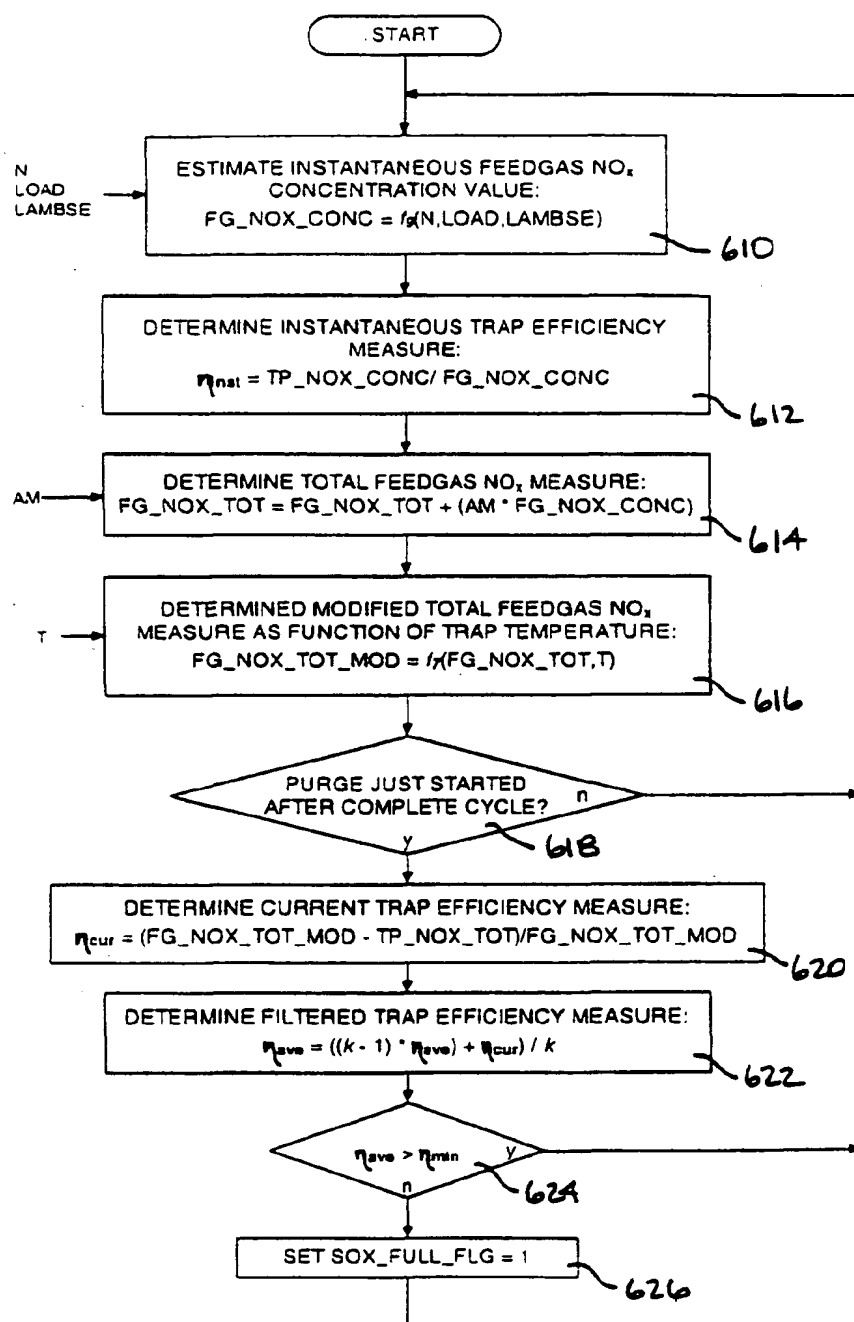 START
N
LOAD
LAMBSE
ESTIMATE INSTANTANEOUS FEEDGAS NOx
CONCENTRATION VALUE:
FG_NOX_CONC = f9(N,LOAD,LAMBSE)
610
DETERMINE INSTANTANEOUS TRAP EFFICIENCY
MEASURE:
ηinst = TP_NOX_CONC/ FG_NOX_CONC
612
AM
DETERMINE TOTAL FEEDGAS NOx MEASURE:
FG_NOX_TOT = FG_NOX_TOT + (AM * FG_NOX_CONC)
614
T
DETERMINED MODIFIED TOTAL FEEDGAS NOx
MEASURE AS FUNCTION OF TRAP TEMPERATURE:
FG_NOX_TOT_MOD = f7(FG_NOX_TOT,T)
616
PURGE JUST STARTED
AFTER COMPLETE CYCLE?
n
y
618
DETERMINE CURRENT TRAP EFFICIENCY MEASURE:
ηcur = (FG_NOX_TOT_MOD - TP_NOX_TOT)/FG_NOX_TOT_MOD
620
DETERMINE FILTERED TRAP EFFICIENCY MEASURE:
ηave = ((k - 1) * ηave) + ηcur) / k
622
ηave > ηmin
y
n
624
SET SOX_FULL_FLG = 1
626